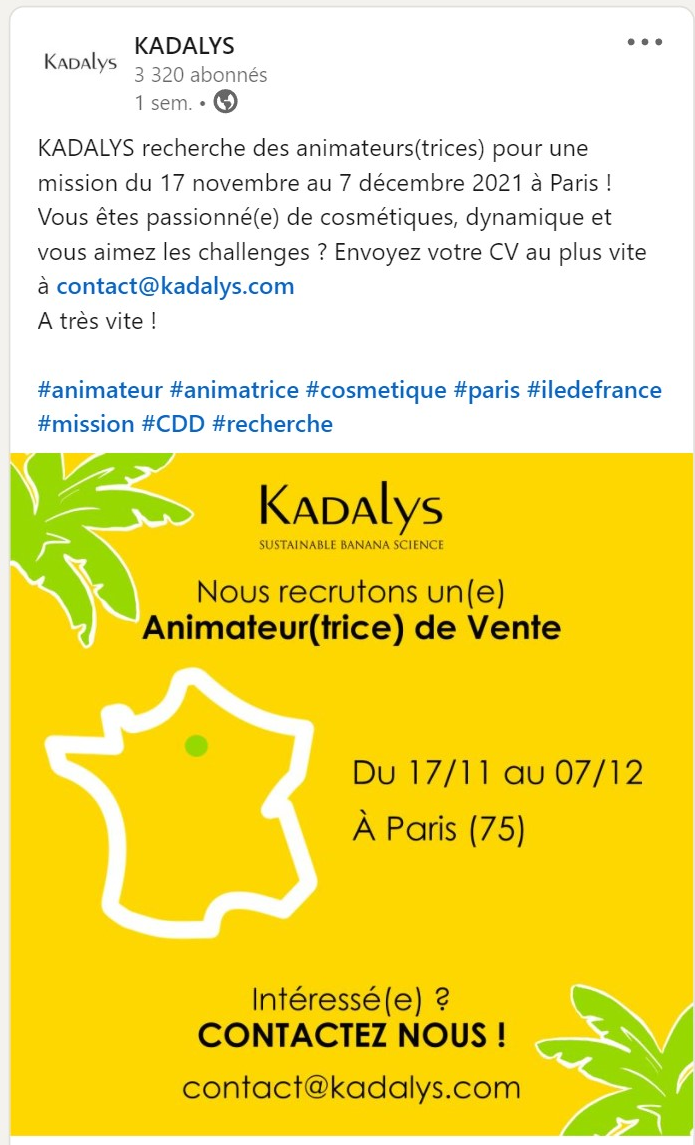 KADALYS
KADALYS
3 320 abonnés
1 sem. •
KADALYS recherche des animateurs(trices) pour une
mission du 17 novembre au 7 décembre 2021 à Paris !
Vous êtes passionné(e) de cosmétiques, dynamique et
vous aimez les challenges ? Envoyez votre CV au plus vite
à contact@kadalys.com
A très vite !
#animateur #animatrice #cosmetique #paris #iledefrance
#mission #CDD #recherche
KADALYS
SUSTAINABLE BANANA SCIENCE
Nous recrutons un(e)
Animateur(trice) de Vente
Du 17/11 au 07/12
À Paris (75)
Intéressé(e) ?
CONTACTEZ NOUS !
contact@kadalys.com